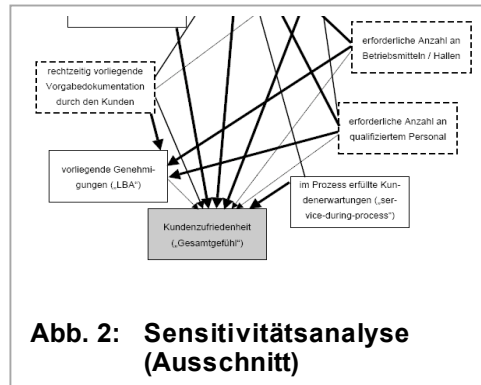 erforderliche Anzahl an
Betriebsmitteln / Hallen
rechtzeitig vorliegende
Vorgabedokumentation
durch den Kunden
erforderliche Anzahl an
qualifiziertem Personal
vorliegende Genehmi-
gungen („LBA“)
im Prozess erfüllte Kun-
denerwartungen („ser-
vice-during-process“)
Kundenzufriedenheit
(„Gesamtgefühl“)
Abb. 2: Sensitivitätsanalyse
(Ausschnitt)